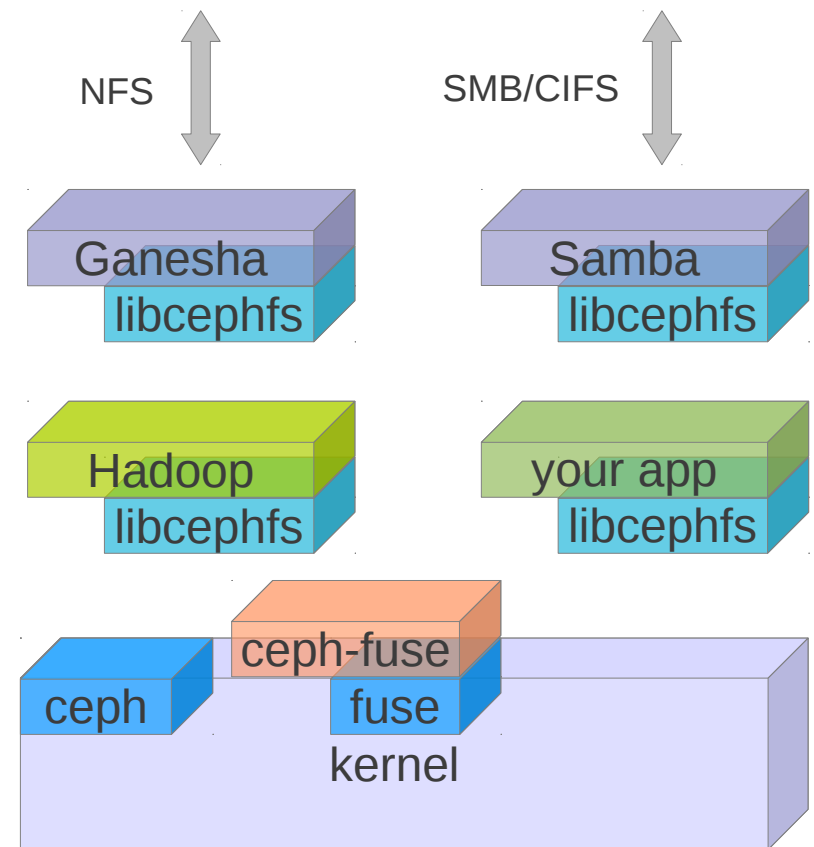 NFS
SMB/CIFS
Ganesha
libcephfs
Samba
libcephfs
Hadoop
libcephfs
your app
libcephfs
ceph-fuse
ceph
fuse
kernel